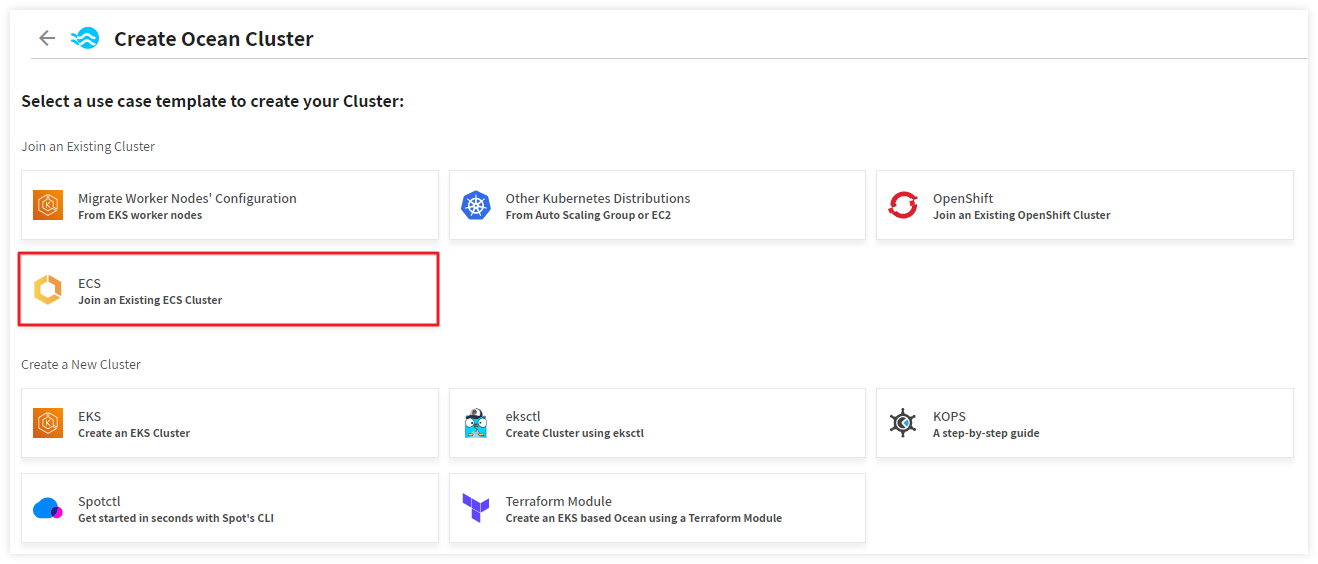 Create Ocean Cluster
Select a use case template to create your Cluster:
Join an Existing Cluster
Migrate Worker Nodes' Configuration
From EKS worker nodes
Other Kubernetes Distributions
From Auto Scaling Group or EC2
OpenShift
Join an Existing OpenShift Cluster
ECS
Join an Existing ECS Cluster
Create a New Cluster
EKS
Create an EKS Cluster
eksctl
Create Cluster using eksctl
KOPS
A step-by-step guide
Spotctl
Get started in seconds with Spot's CLI
Terraform Module
Create an EKS based Ocean using a Terraform Module